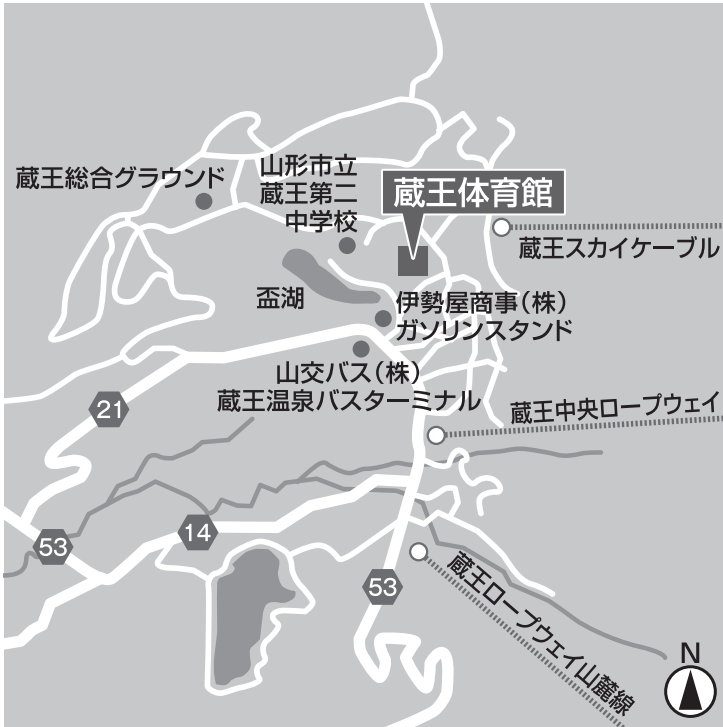 蔵王総合グラウンド
山形市立
蔵王第二
中学校
蔵王体育館
蔵王スカイケーブル
盃湖
伊勢屋商事(株)
ガソリンスタンド
山交バス(株)
蔵王温泉バスターミナル
21
蔵王中央ロープウェイ
53
14
53
蔵王ロープウェイ山麓線
N